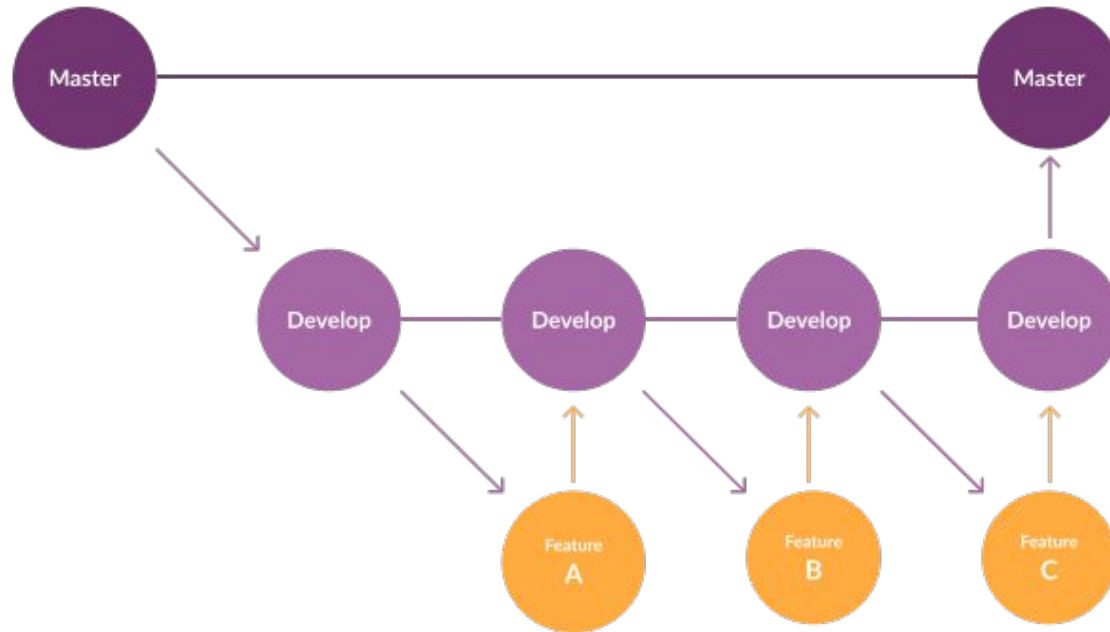 Master
Master
Develop
Develop
Develop
Develop
Feature
A
Feature
B
Feature
C